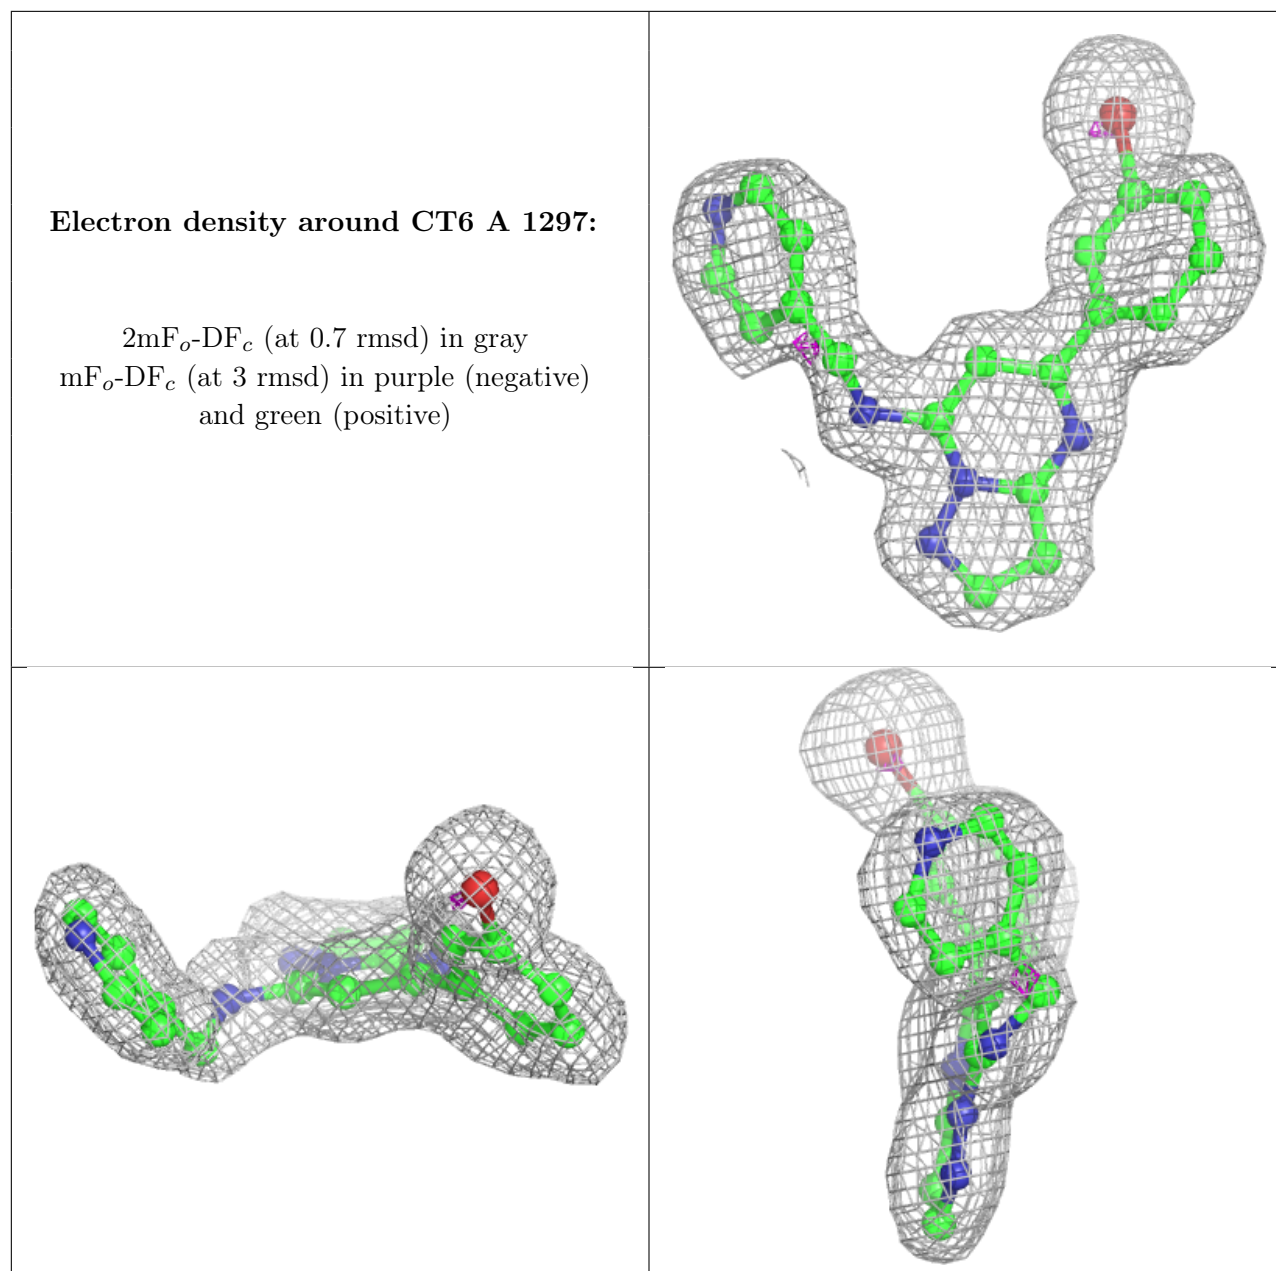 Electron density around CT6 A 1297:
2mFo-DFc (at 0.7 rmsd) in gray
mFo-DFc (at 3 rmsd) in purple (negative)
and green (positive)